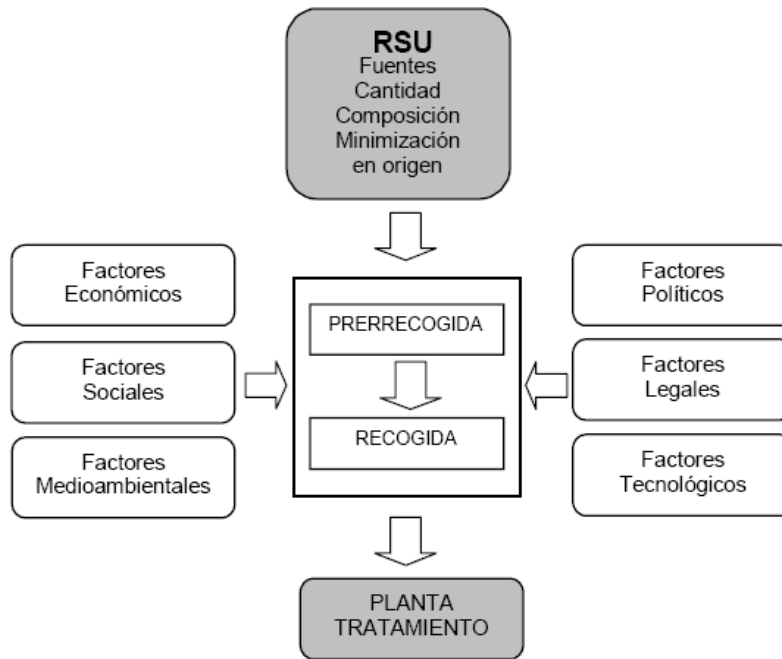 RSU
Fuentes
Cantidad
Composición
Minimización
en origen
Factores
Económicos
Factores
Sociales
Factores
Medioambientales
PRERRECOGIDA
RECOGIDA
Factores
Políticos
Factores
Legales
Factores
Tecnológicos
PLANTA
TRATAMIENTO